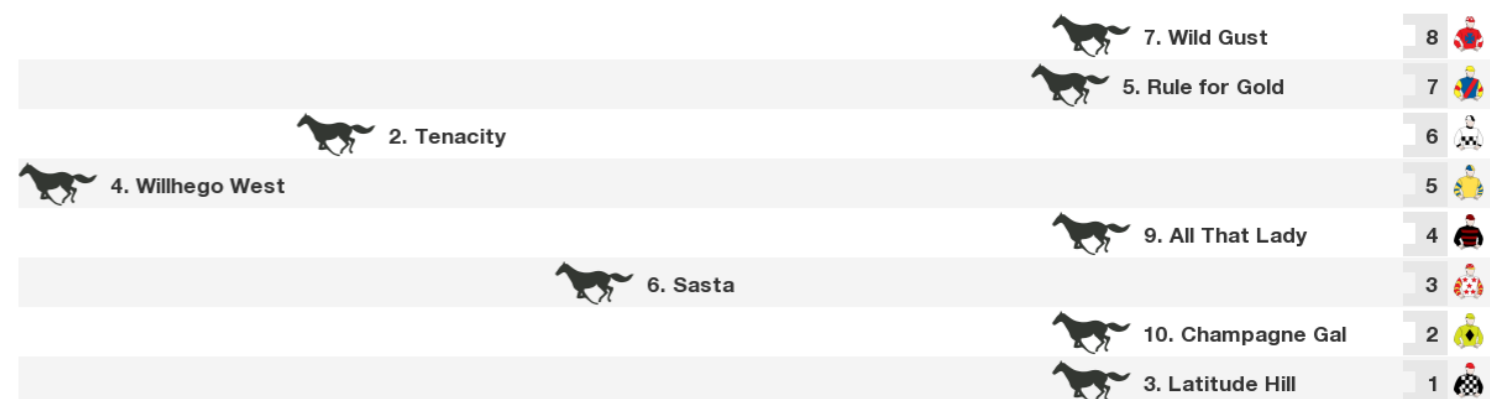 7. Wild Gust 8
5. Rule for Gold 7
2. Tenacity 6
4. Willhego West 5
9. All That Lady 4
6. Sasta 3
10. Champagne Gal 2
3. Latitude Hill 1